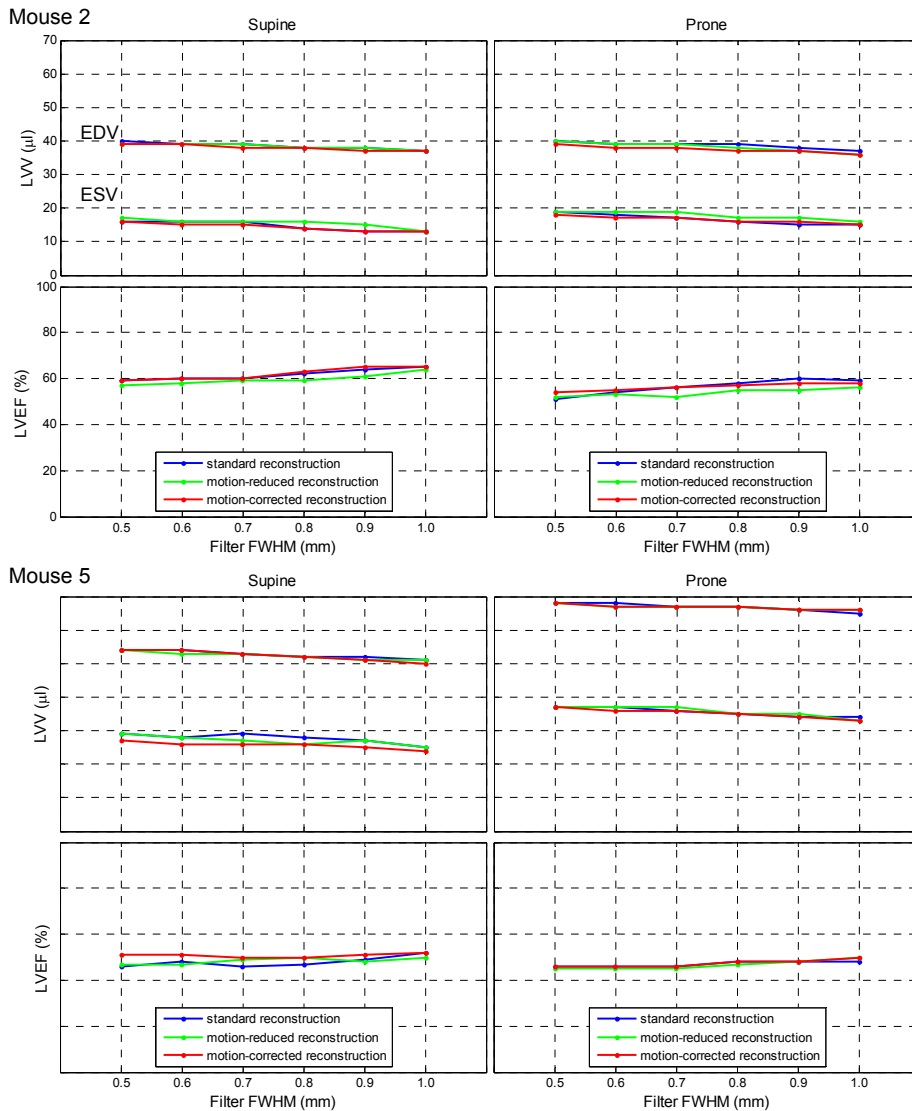 Mouse 2
Supine
Prone
70
60
50
40
30
20
10
0
LVV (µl)
EDV
ESV
100
80
60
40
20
0
LVEF (%)
standard reconstruction
motion-reduced reconstruction
motion-corrected reconstruction
standard reconstruction
motion-reduced reconstruction
motion-corrected reconstruction
0.5 0.6 0.7 0.8 0.9 1.0
0.5 0.6 0.7 0.8 0.9 1.0
Filter FWHM (mm)
Filter FWHM (mm)
Mouse 5
Supine
Prone
LVV (µl)
LVEF (%)
standard reconstruction
motion-reduced reconstruction
motion-corrected reconstruction
standard reconstruction
motion-reduced reconstruction
motion-corrected reconstruction
0.5 0.6 0.7 0.8 0.9 1.0
0.5 0.6 0.7 0.8 0.9 1.0
Filter FWHM (mm)
Filter FWHM (mm)